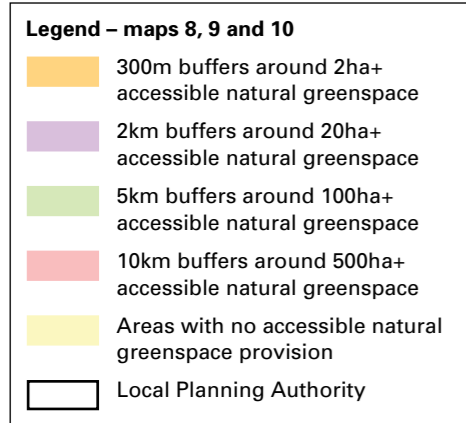 Legend – maps 8, 9 and 10
300m buffers around 2ha+
accessible natural greenspace
2km buffers around 20ha+
accessible natural greenspace
5km buffers around 100ha+
accessible natural greenspace
10km buffers around 500ha+
accessible natural greenspace
Areas with no accessible natural
greenspace provision
Local Planning Authority